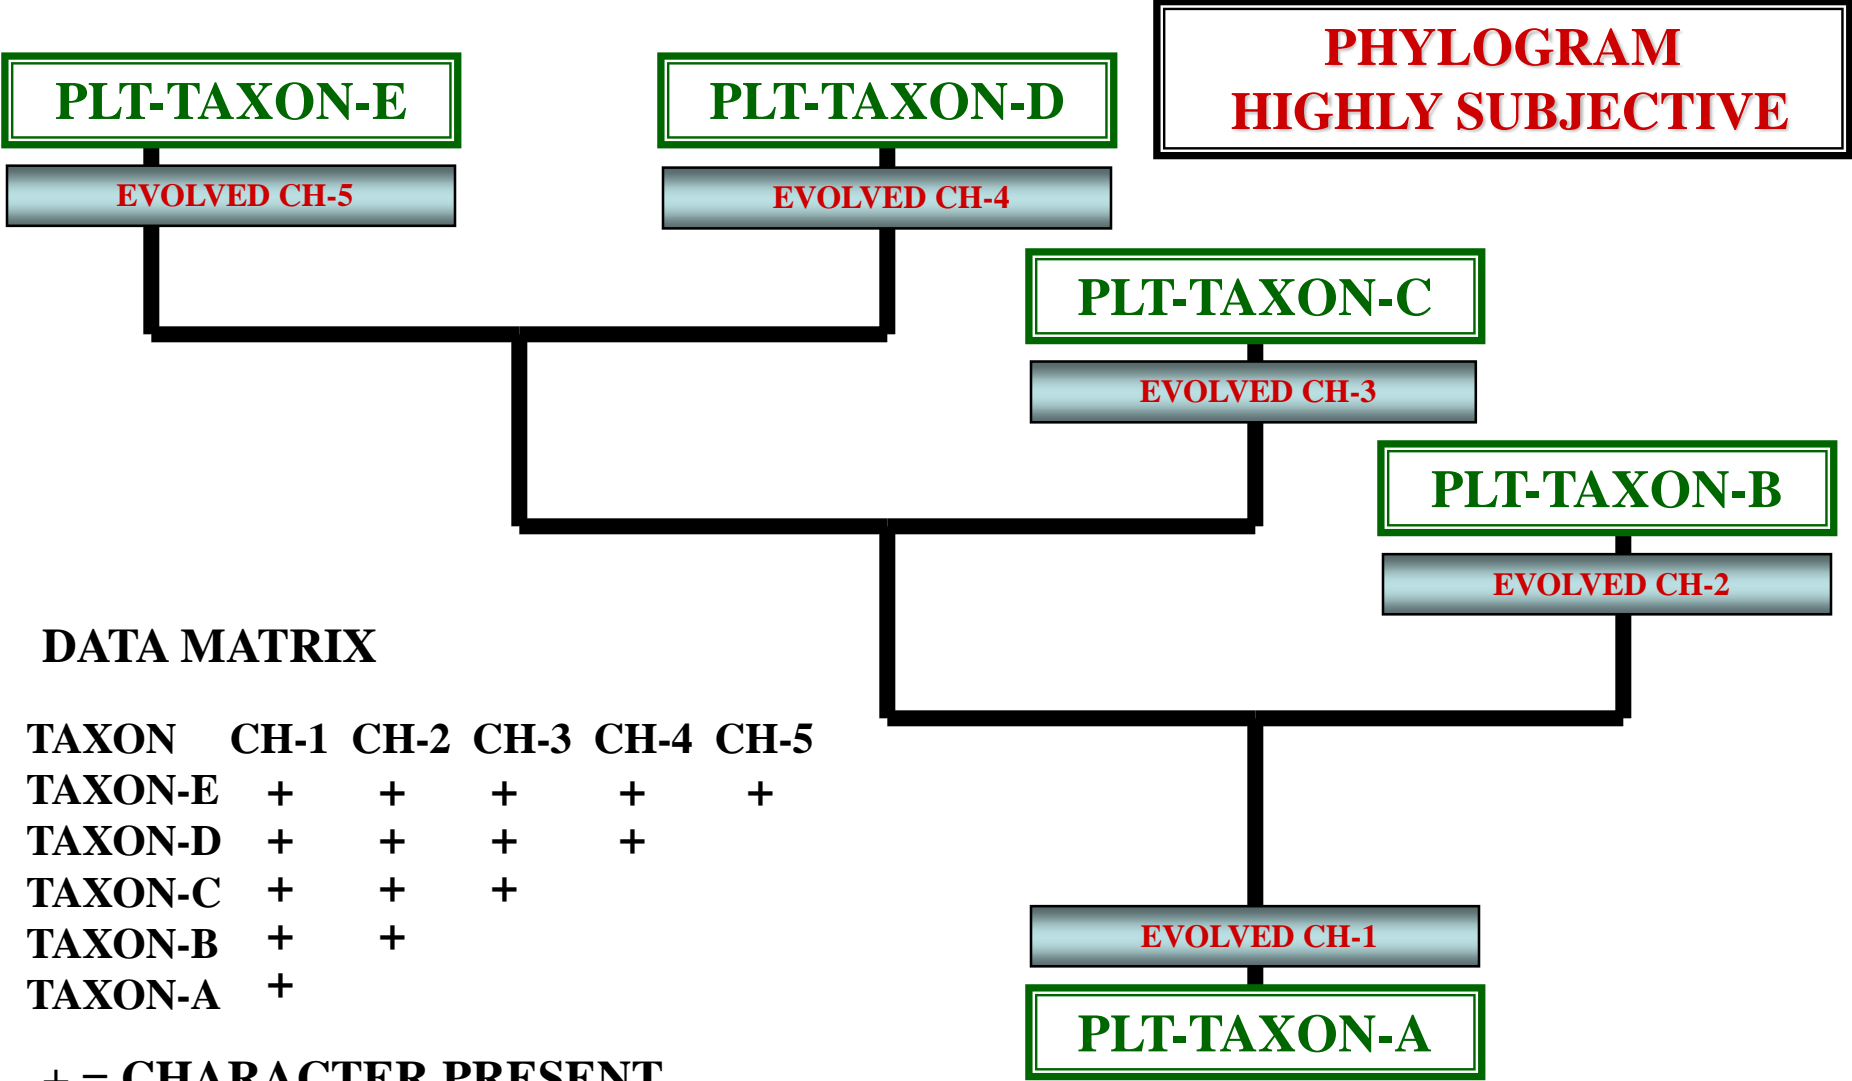 PHYLOGRAM
HIGHLY SUBJECTIVE
PLT-TAXON-E
PLT-TAXON-D
EVOLVED CH-5
EVOLVED CH-4
PLT-TAXON-C
EVOLVED CH-3
PLT-TAXON-B
EVOLVED CH-2
DATA MATRIX
TAXON CH-1 CH-2 CH-3 CH-4 CH-5
TAXON-E + + + + +
TAXON-D + + + +
TAXON-C + + +
TAXON-B + +
TAXON-A +
+ = CHARACTER PRESENT
EVOLVED CH-1
PLT-TAXON-A